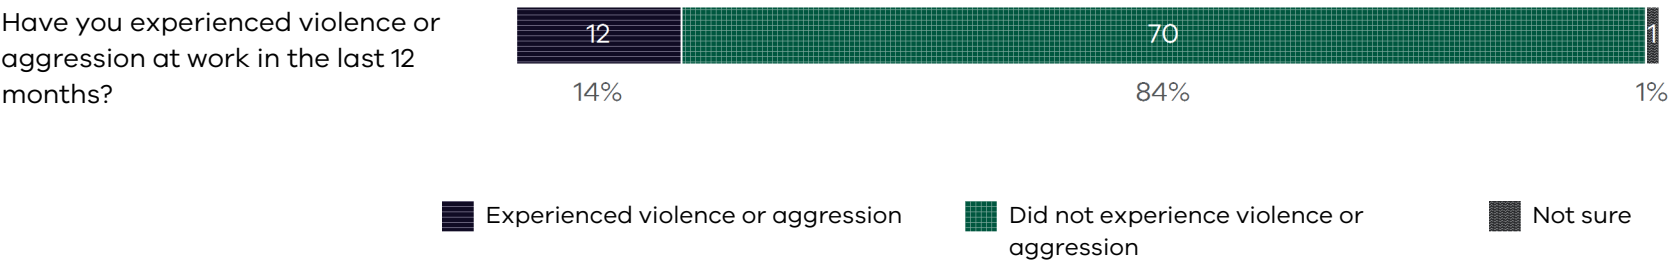 Have you experienced violence or
aggression at work in the last 12
months?
12
70
1
14%
84%
1%
Experienced violence or aggression
Did not experience violence or
aggression
Not sure